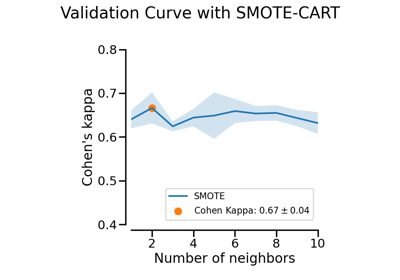 Validation Curve with SMOTE-CART
0.8
0.7
0.6
0.5
0.4
Cohen's kappa
SMOTE
Cohen Kappa: 0.67 ± 0.04
2 4 6 8 10
Number of neighbors